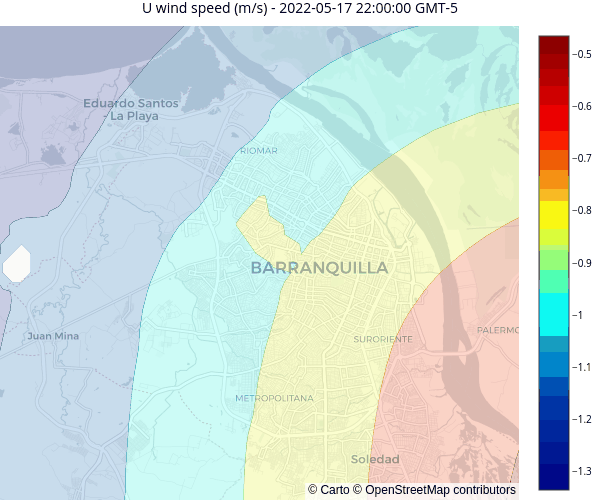 U wind speed (m/s) - 2022-05-17 22:00:00 GMT-5
Eduardo Santos
La Playa
RIOMAR
BARRANQUILLA
Juan Mina
SURORIENTE
PALERMO
METROPOLITANA
Soledad
© Carto © OpenStreetMap contributors
−0.5
−0.6
−0.7
−0.8
−0.9
−1
−1.1
−1.2
−1.3